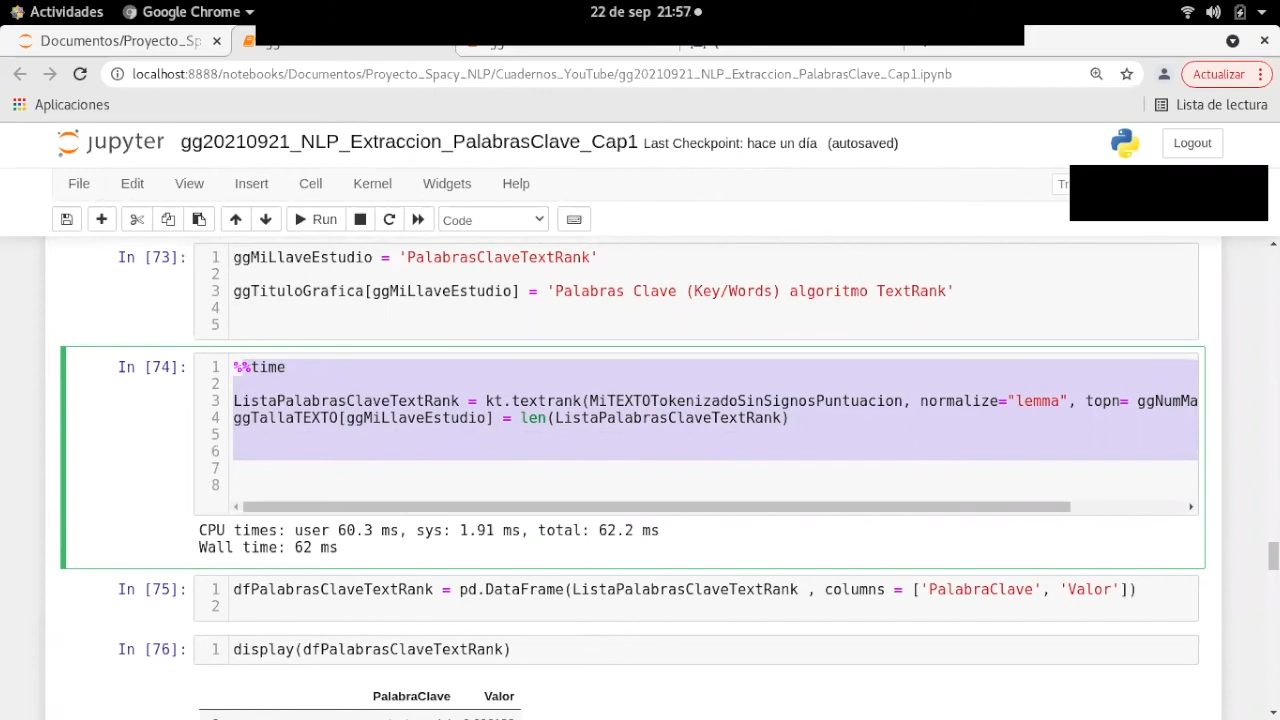 Actividades Google Chrome 22 de sep 21:57
Documentos/Proyecto_Sp
localhost:8888/notebooks/Documentos/Proyecto_Spacy_NLP/Cuadernos_YouTube/gg20210921_NLP_Extraccion_PalabrasClave_Cap1.ipynb Actualizar
Aplicaciones Lista de lectura
jupyter gg20210921_NLP_Extraccion_PalabrasClave_Cap1 Last Checkpoint: hace un día (autosaved) Logout
File Edit View Insert Cell Kernel Widgets Help Tr
Run Code
In [73]: 1 ggMiLlaveEstudio = 'PalabrasClaveTextRank'
2
3 ggTituloGrafica[ggMiLlaveEstudio] = 'Palabras Clave (Key/Words) algoritmo TextRank'
4
5
In [74]: 1 %%time
2
3 ListaPalabrasClaveTextRank = kt.textrank(MiTEXTOTokenizadoSinSignosPuntuacion, normalize="lemma", topn= ggNumMa
4 ggTallaTEXTO[ggMiLlaveEstudio] = len(ListaPalabrasClaveTextRank)
5
6
7
8
CPU times: user 60.3 ms, sys: 1.91 ms, total: 62.2 ms
Wall time: 62 ms
In [75]: 1 dfPalabrasClaveTextRank = pd.DataFrame(ListaPalabrasClaveTextRank , columns = ['PalabraClave', 'Valor'])
2
In [76]: 1 display(dfPalabrasClaveTextRank)
PalabraClave Valor